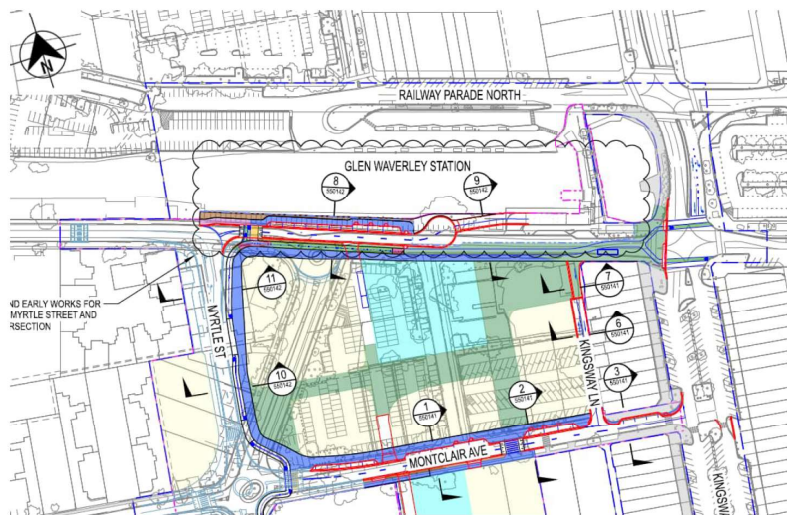 N
RAILWAY PARADE NORTH
GLEN WAVERLEY STATION
8
550142
9
550142
ND EARLY WORKS FOR
MYRTLE STREET AND
RSECTION
MYRTLE ST
11
550142
7
550141
6
550141
KINGSWAY LN
3
550141
10
550142
1
550141
2
550141
MONTCLAIR AVE
KINGSWAY